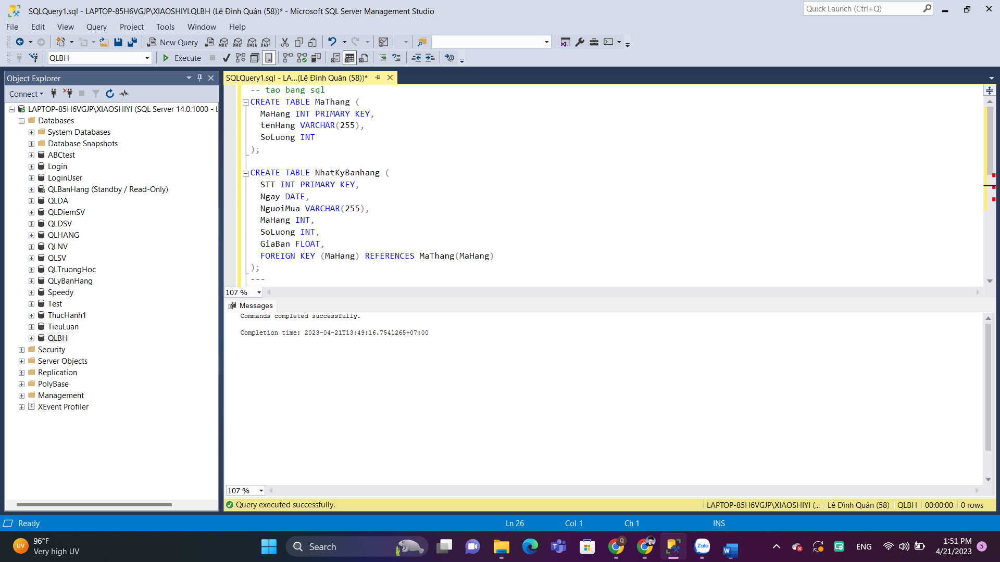 SQLQuery1.sql - LAPTOP-85H6VGJP\XIAOSHIYI.QLBH (Lê Đình Quân (58))* - Microsoft SQL Server Management Studio
Quick Launch (Ctrl+Q)
File Edit View Query Project Tools Window Help
New Query MDX DMX XMLA DAX
QLBH Execute
Object Explorer
Connect
LAPTOP-85H6VGJP\XIAOSHIYI (SQL Server 14.0.1000 - L
Databases
System Databases
Database Snapshots
ABCtest
Login
LoginUser
QLBanHang (Standby / Read-Only)
QLDA
QLDiemSV
QLDSV
QLHANG
QLNV
QLSV
QLTruongHoc
QLyBanHang
Speedy
Test
ThucHanh1
TieuLuan
QLBH
Security
Server Objects
Replication
PolyBase
Management
XEvent Profiler
SQLQuery1.sql - LA...(Lê Đình Quân (58))*
-- tao bang sql
CREATE TABLE MaThang (
MaHang INT PRIMARY KEY,
tenHang VARCHAR(255),
SoLuong INT
);
CREATE TABLE NhatKyBanhang (
STT INT PRIMARY KEY,
Ngay DATE,
NguoiMua VARCHAR(255),
MaHang INT,
SoLuong INT,
GiaBan FLOAT,
FOREIGN KEY (MaHang) REFERENCES MaThang(MaHang)
);
---
107 %
Messages
Commands completed successfully.
Completion time: 2023-04-21T13:49:16.7541265+07:00
107 %
Query executed successfully. LAPTOP-85H6VGJP\XIAOSHIYI (... Lê Đình Quân (58) QLBH 00:00:00 0 rows
Ready Ln 26 Col 1 Ch 1 INS
UV 96°F
Very high UV
Search
Q
Zalo
W
ENG
1:51 PM
4/21/2023
5